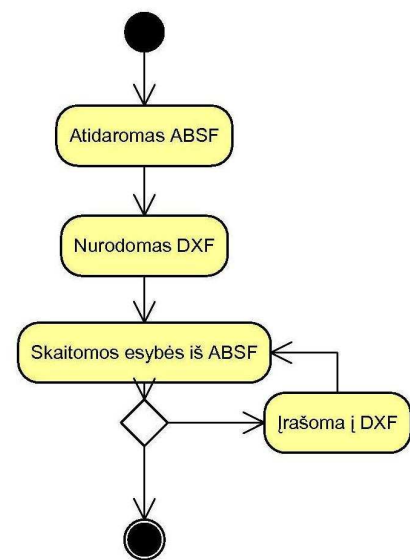 Atidaromas ABSF
Nurodomas DXF
Skaitomos esybės iš ABSF
Įrašoma į DXF